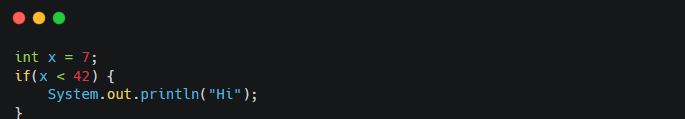 int x = 7;
if(x < 42) {
    System.out.println("Hi");
}